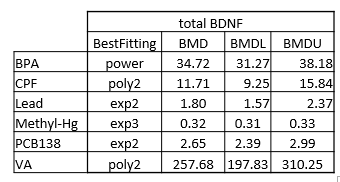 total BDNF
BestFitting BMD BMDL BMDU
BPA power 34.72 31.27 38.18
CPF poly2 11.71 9.25 15.84
Lead exp2 1.80 1.57 2.37
Methyl-Hg exp3 0.32 0.31 0.33
PCB138 exp2 2.65 2.39 2.99
VA poly2 257.68 197.83 310.25